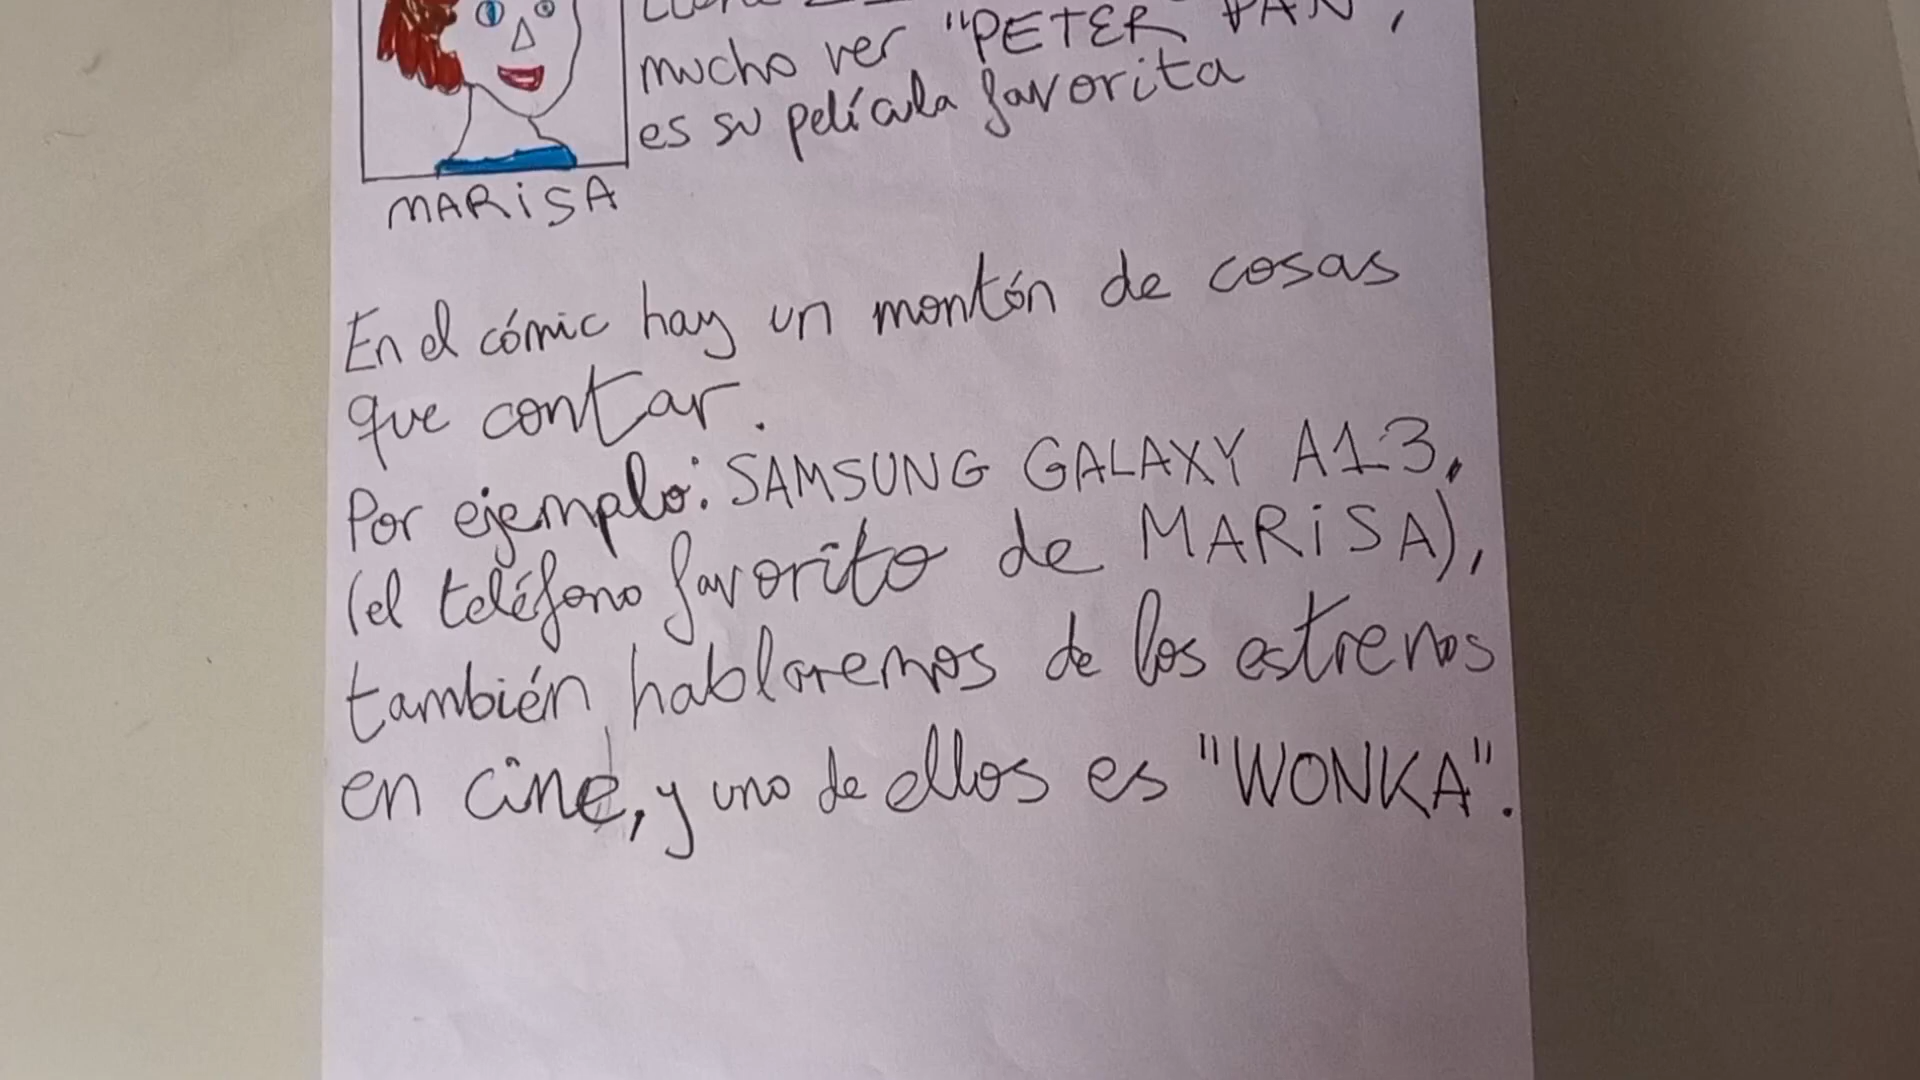 mucho ver "PETER PAN",
es su película favorita
MARiSA
En el cómic hay un montón de cosas
que contar.
Por ejemplo: SAMSUNG GALAXY A13,
(el teléfono favorito de MARiSA),
también hablaremos de los estrenos
en cine, y uno de ellos es "WONKA".